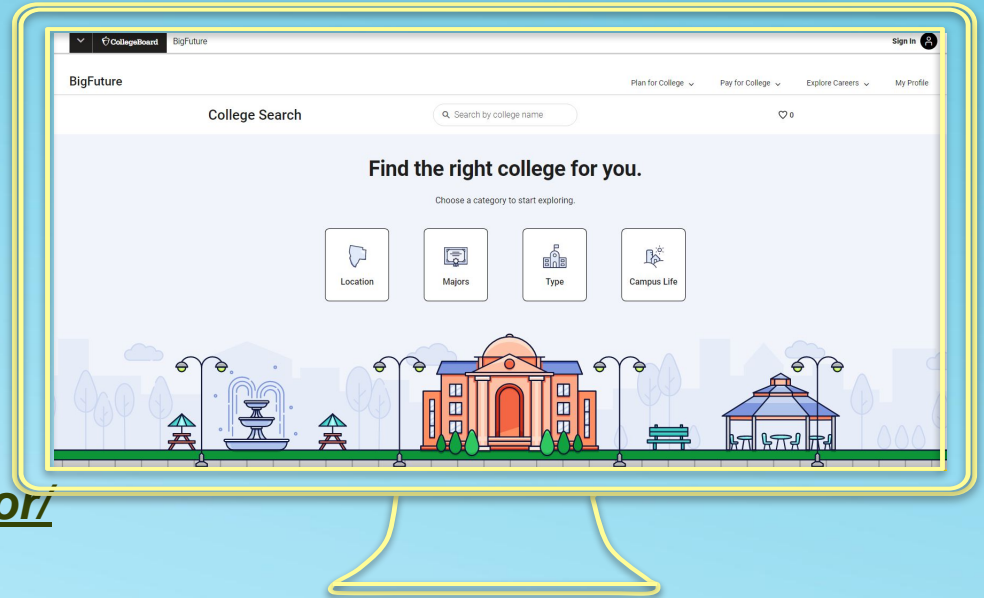 CollegeBoard BigFuture Sign In
BigFuture Plan for College Pay for College Explore Careers My Profile
College Search Search by college name 0
Find the right college for you.
Choose a category to start exploring.
Location Majors Type Campus Life
or/